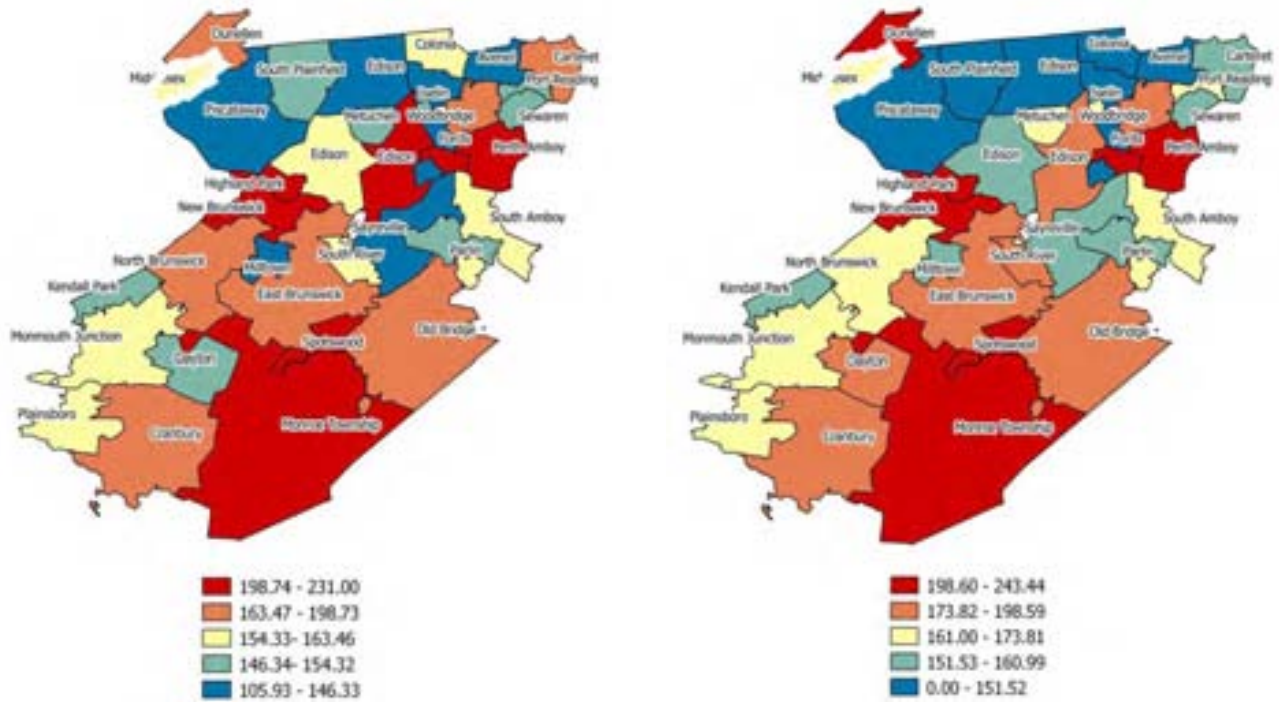 Dunellen
Colonia
Avenel
Carteret
South Plainfield
Edison
Port Reading
Iselin
Piscataway
Metuchen
Woodbridge
Sewaren
Fords
Edison
Edison
Perth Amboy
Highland Park
New Brunswick
South Amboy
Sayreville
North Brunswick
Milltown
South River
Parlin
Kendall Park
East Brunswick
Monmouth Junction
Old Bridge
Spotswood
Dayton
Plainsboro
Cranbury
Monroe Township
198.74 - 231.00
163.47 - 198.73
154.33- 163.46
146.34- 154.32
105.93 - 146.33
Dunellen
Colonia
Avenel
Carteret
South Plainfield
Edison
Port Reading
Iselin
Piscataway
Metuchen
Woodbridge
Sewaren
Fords
Edison
Edison
Perth Amboy
Highland Park
New Brunswick
South Amboy
Sayreville
North Brunswick
Milltown
South River
Parlin
Kendall Park
East Brunswick
Monmouth Junction
Old Bridge
Spotswood
Dayton
Plainsboro
Cranbury
Monroe Township
198.60 - 243.44
173.82 - 198.59
161.00 - 173.81
151.53 - 160.99
0.00 - 151.52